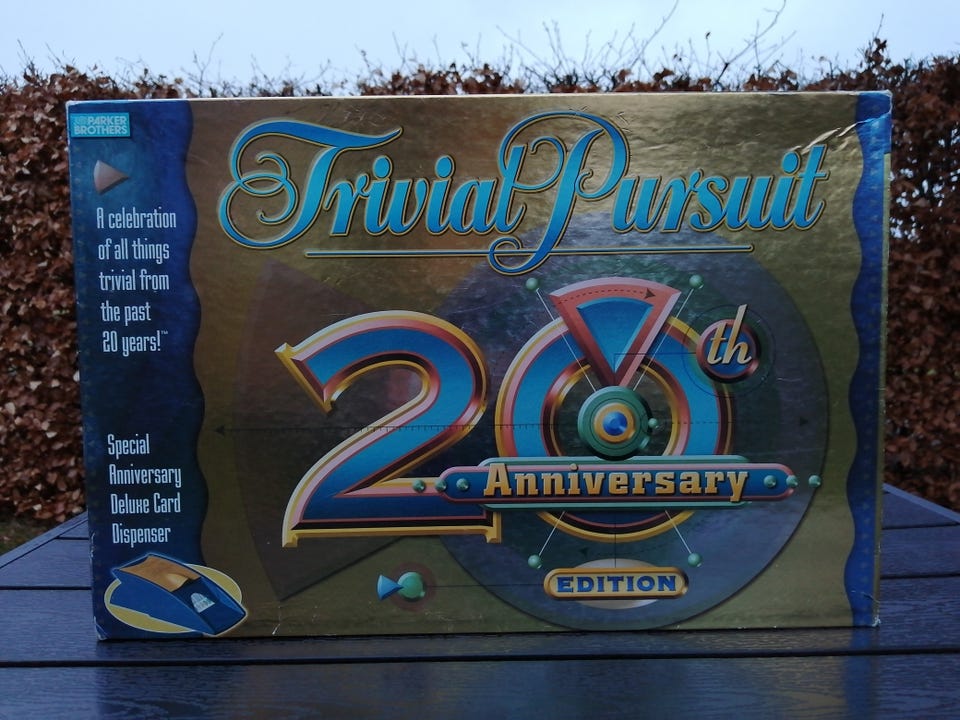 PARKER
BROTHERS
Trivial Pursuit
A celebration
of all things
trivial from
the past
20 years!™
20th
Anniversary
EDITION
Special
Anniversary
Deluxe Card
Dispenser